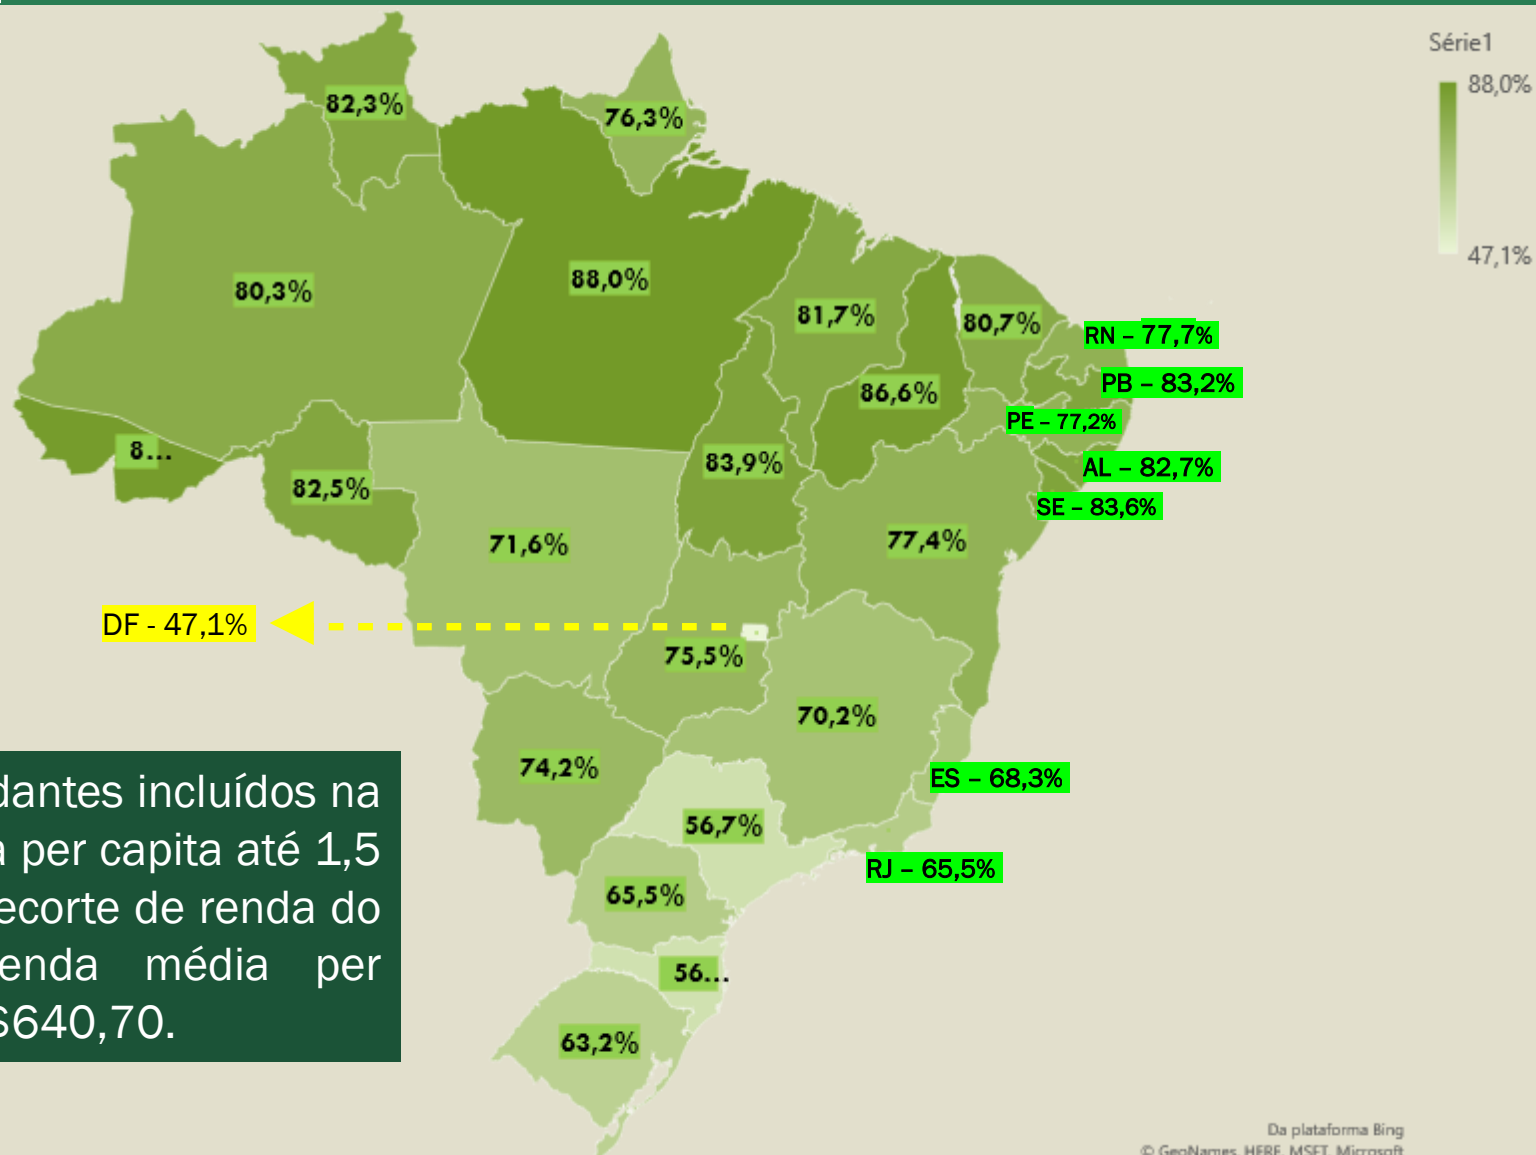 Série1
88,0%
47,1%
82,3%
76,3%
80,3%
88,0%
81,7%
80,7%
RN – 77,7%
PB – 83,2%
86,6%
PE – 77,2%
8...
83,9%
AL – 82,7%
82,5%
SE – 83,6%
71,6%
77,4%
DF - 47,1%
75,5%
70,2%
74,2%
ES – 68,3%
56,7%
RJ – 65,5%
65,5%
56...
63,2%
dantes incluídos na
a per capita até 1,5
ecorte de renda do
enda média per
$640,70.
Da plataforma Bing
© GeoNames, HERE, MSFT, Microsoft